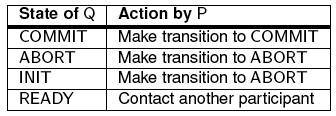 State of Q Action by P
COMMIT Make transition to COMMIT
ABORT Make transition to ABORT
INIT Make transition to ABORT
READY Contact another participant